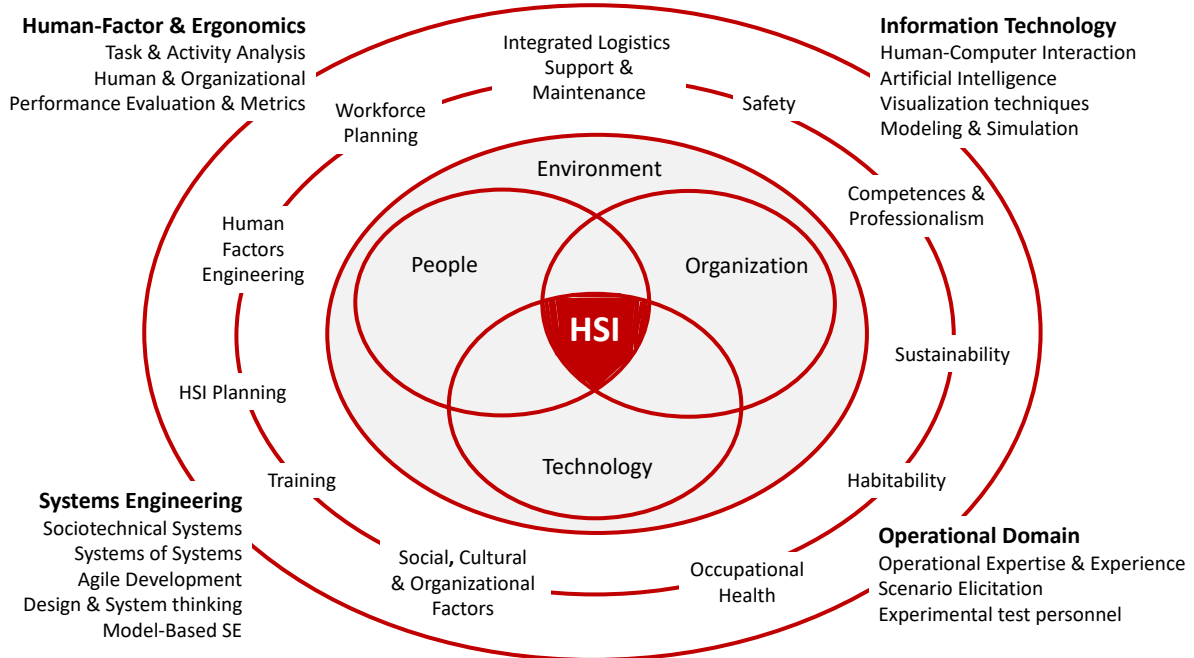 Human-Factor & Ergonomics
Task & Activity Analysis
Human & Organizational
Performance Evaluation & Metrics
Information Technology
Human-Computer Interaction
Artificial Intelligence
Visualization techniques
Modeling & Simulation
Integrated Logistics
Support &
Maintenance
Workforce
Planning
Safety
Competences &
Professionalism
Human
Factors
Engineering
Environment
People
Organization
HSI
Technology
Sustainability
HSI Planning
Training
Habitability
Social, Cultural
& Organizational
Factors
Occupational
Health
Systems Engineering
Sociotechnical Systems
Systems of Systems
Agile Development
Design & System thinking
Model-Based SE
Operational Domain
Operational Expertise & Experience
Scenario Elicitation
Experimental test personnel